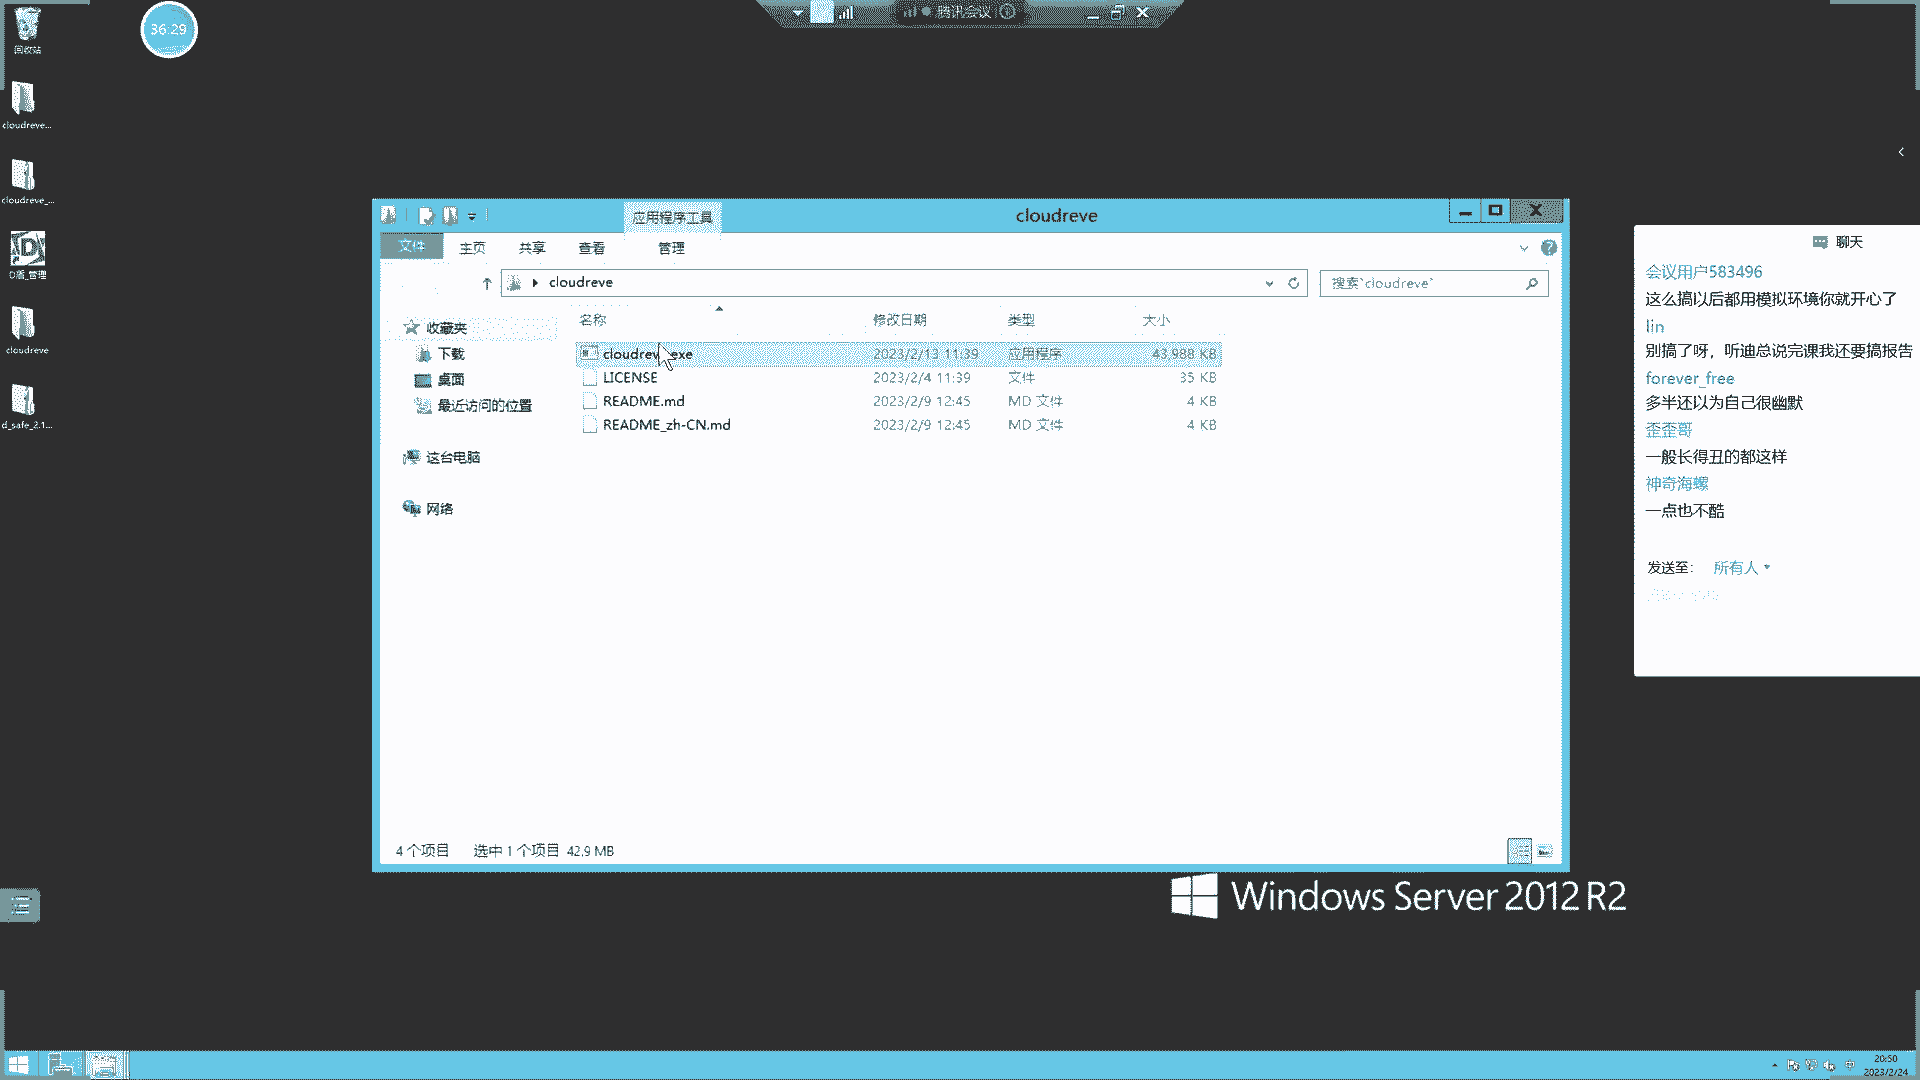 回收站
36:29
腾讯会议
cloudreve...
cloudreve_...
D盾_管理
cloudreve
d_safe_2.1...
应用程序工具
cloudreve
文件
主页
共享
查看
管理
cloudreve
搜索"cloudreve"
名称
修改日期
类型
大小
收藏夹
下载
桌面
最近访问的位置
这台电脑
网络
cloudreve.exe
2023/2/13 11:39
应用程序
43,988 KB
LICENSE
2023/2/4 11:39
文件
35 KB
README.md
2023/2/9 12:45
MD 文件
4 KB
README_zh-CN.md
2023/2/9 12:45
MD 文件
4 KB
4 个项目
选中 1 个项目 42.9 MB
聊天
会议用户583496
这么搞以后都用模拟环境你就开心了
lin
别搞了呀，听迪总说完课我还要搞报告
forever_free
多半还以为自己很幽默
歪歪哥
一般长得丑的都这样
神奇海螺
一点也不酷
发送至：
所有人
Windows Server 2012 R2
中
20:50
2023/2/24